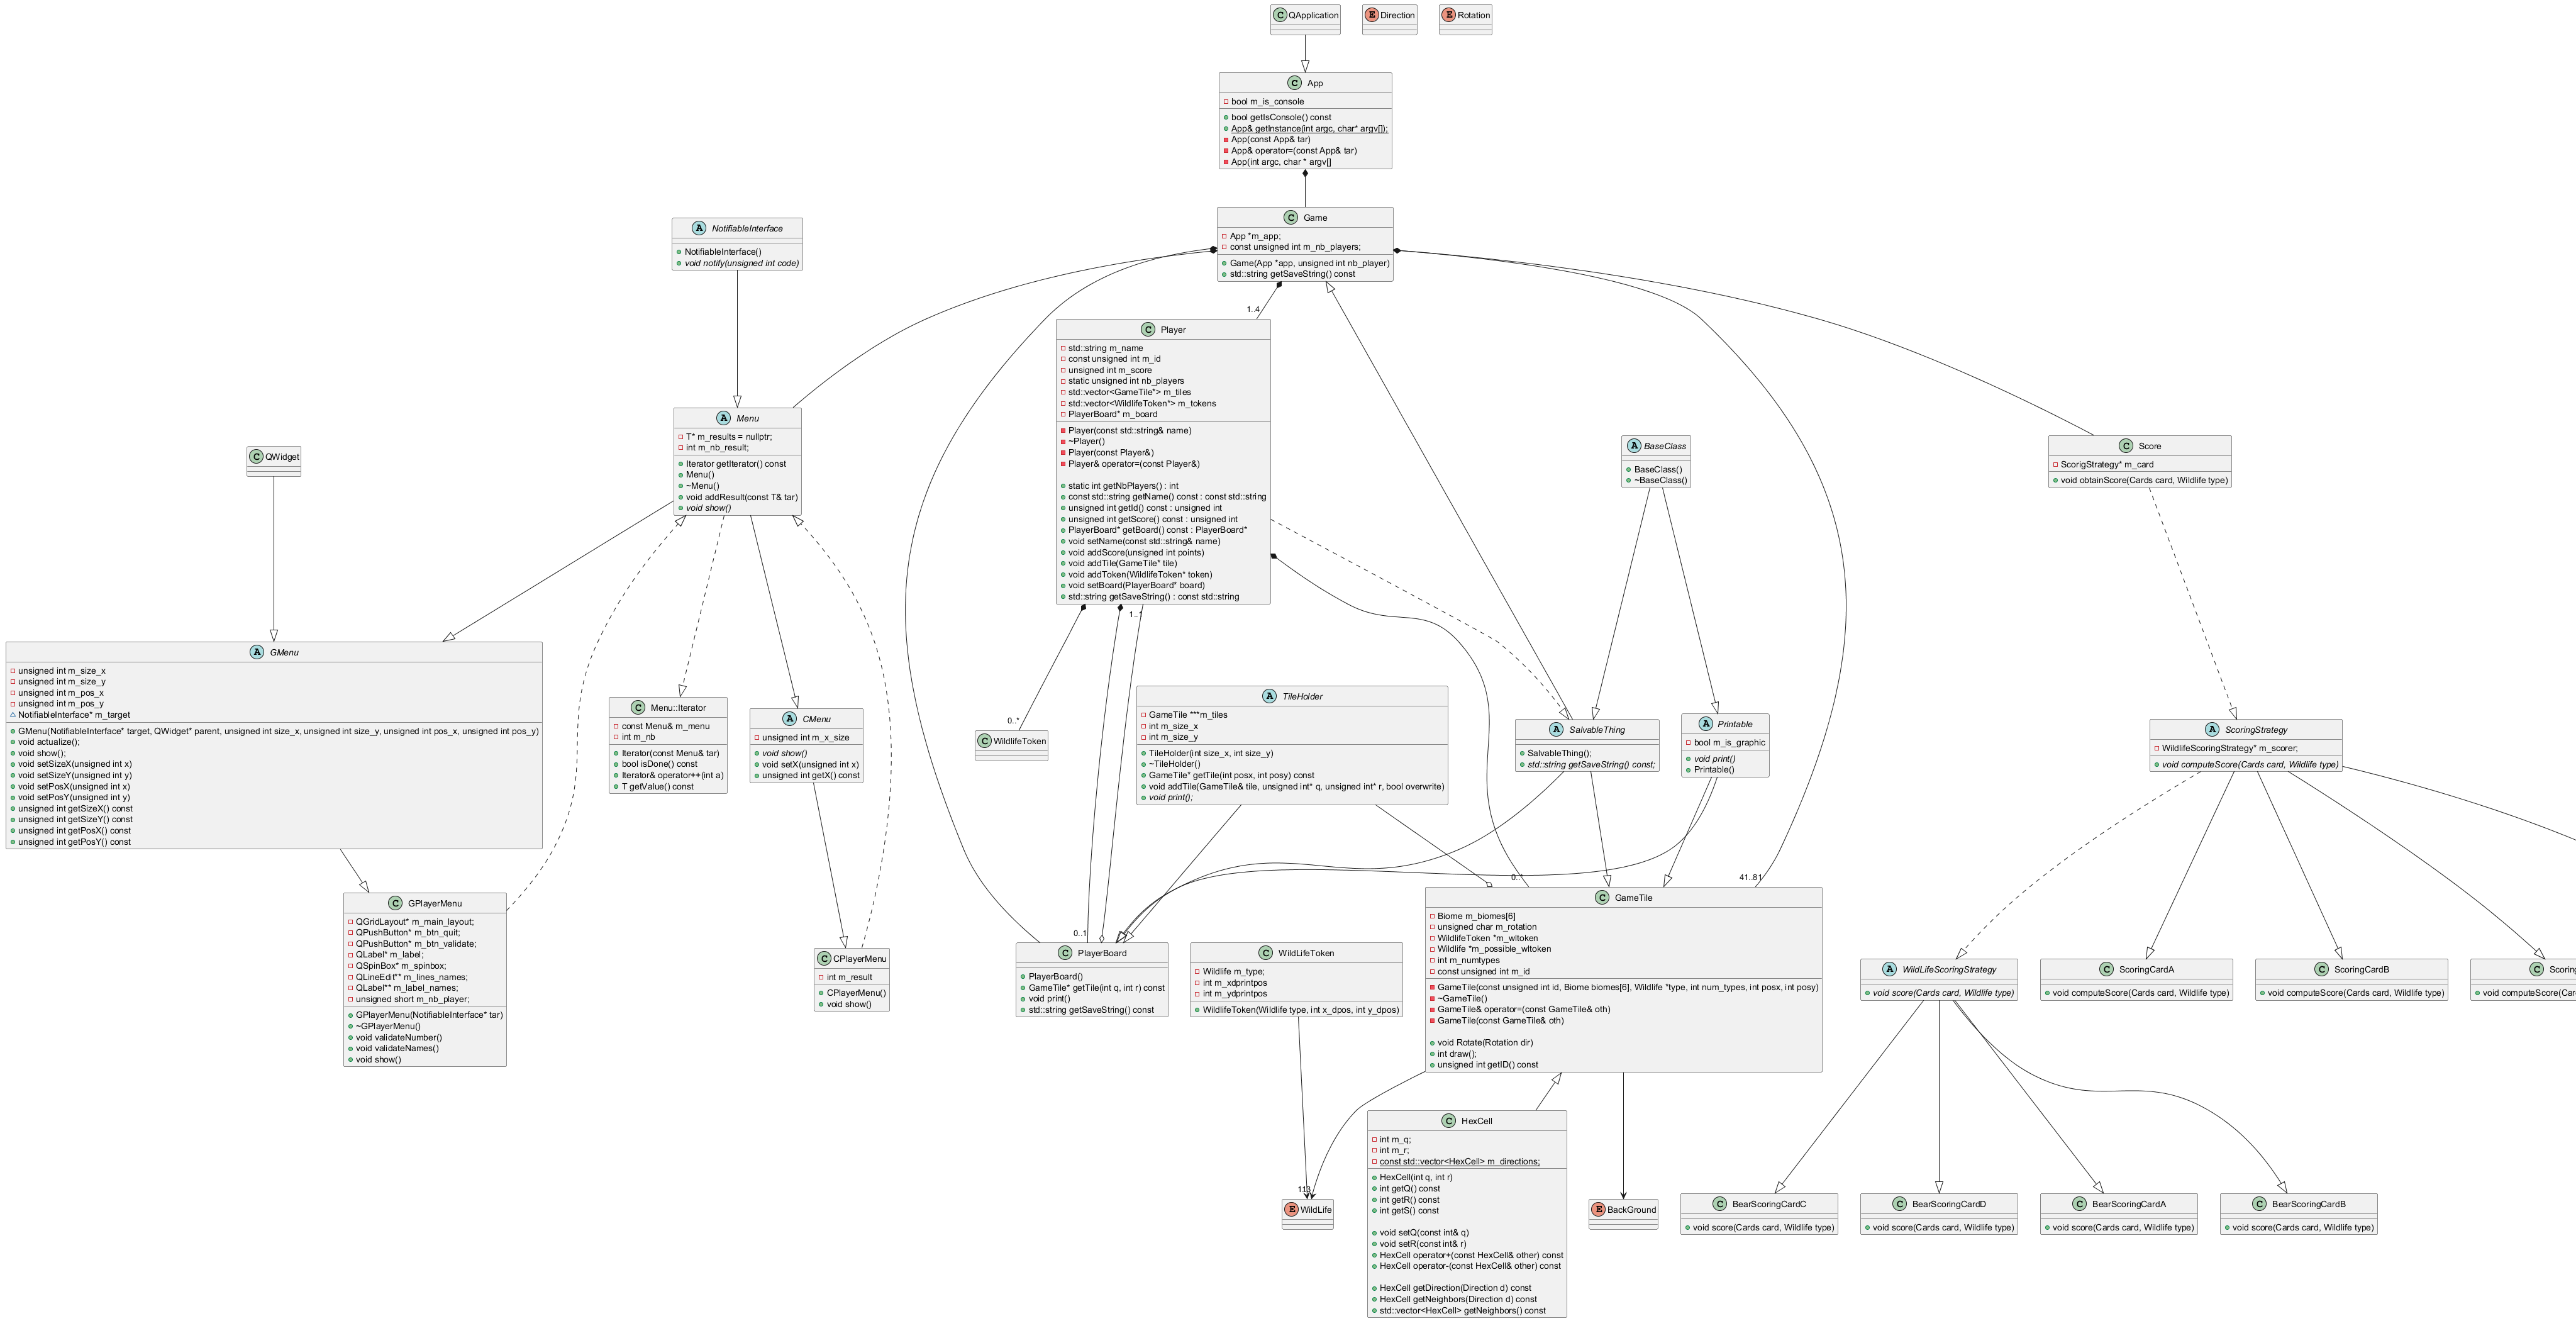 QApplication
Direction
Rotation
App
bool m_is_console
bool getIsConsole() const
App& getInstance(int argc, char* argv[]);
App(const App& tar)
App& operator=(const App& tar)
App(int argc, char * argv[]
NotifiableInterface
NotifiableInterface()
void notify(unsigned int code)
Game
App *m_app;
const unsigned int m_nb_players;
Game(App *app, unsigned int nb_player)
std::string getSaveString() const
1..4
Player
std::string m_name
const unsigned int m_id
unsigned int m_score
static unsigned int nb_players
std::vector<GameTile*> m_tiles
std::vector<WildlifeToken*> m_tokens
PlayerBoard* m_board
Player(const std::string& name)
~Player()
Player(const Player&)
Player& operator=(const Player&)
static int getNbPlayers() : int
const std::string getName() const : const std::string
unsigned int getId() const : unsigned int
unsigned int getScore() const : unsigned int
PlayerBoard* getBoard() const : PlayerBoard*
void setName(const std::string& name)
void addScore(unsigned int points)
void addTile(GameTile* tile)
void addToken(WildlifeToken* token)
void setBoard(PlayerBoard* board)
std::string getSaveString() : const std::string
1..1
Menu
T* m_results = nullptr;
int m_nb_result;
Iterator getIterator() const
Menu()
~Menu()
void addResult(const T& tar)
void show()
QWidget
BaseClass
BaseClass()
~BaseClass()
Score
ScorigStrategy* m_card
void obtainScore(Cards card, Wildlife type)
GMenu
unsigned int m_size_x
unsigned int m_size_y
unsigned int m_pos_x
unsigned int m_pos_y
NotifiableInterface* m_target
GMenu(NotifiableInterface* target, QWidget* parent, unsigned int size_x, unsigned int size_y, unsigned int pos_x, unsigned int pos_y)
void actualize();
void show();
void setSizeX(unsigned int x)
void setSizeY(unsigned int y)
void setPosX(unsigned int x)
void setPosY(unsigned int y)
unsigned int getSizeX() const
unsigned int getSizeY() const
unsigned int getPosX() const
unsigned int getPosY() const
Menu::Iterator
const Menu& m_menu
int m_nb
Iterator(const Menu& tar)
bool isDone() const
Iterator& operator++(int a)
T getValue() const
CMenu
unsigned int m_x_size
void show()
void setX(unsigned int x)
unsigned int getX() const
0..*
WildlifeToken
TileHolder
GameTile ***m_tiles
int m_size_x
int m_size_y
TileHolder(int size_x, int size_y)
~TileHolder()
GameTile* getTile(int posx, int posy) const
void addTile(GameTile& tile, unsigned int* q, unsigned int* r, bool overwrite)
void print();
SalvableThing
SalvableThing();
std::string getSaveString() const;
Printable
bool m_is_graphic
void print()
Printable()
ScoringStrategy
WildlifeScoringStrategy* m_scorer;
void computeScore(Cards card, Wildlife type)
GPlayerMenu
QGridLayout* m_main_layout;
QPushButton* m_btn_quit;
QPushButton* m_btn_validate;
QLabel* m_label;
QSpinBox* m_spinbox;
QLineEdit** m_lines_names;
QLabel** m_label_names;
unsigned short m_nb_player;
GPlayerMenu(NotifiableInterface* tar)
~GPlayerMenu()
void validateNumber()
void validateNames()
void show()
CPlayerMenu
int m_result
CPlayerMenu()
void show()
0..1
PlayerBoard
PlayerBoard()
GameTile* getTile(int q, int r) const
void print()
std::string getSaveString() const
WildLifeToken
Wildlife m_type;
int m_xdprintpos
int m_ydprintpos
WildlifeToken(Wildlife type, int x_dpos, int y_dpos)
0..*
41..81
GameTile
Biome m_biomes[6]
unsigned char m_rotation
WildlifeToken *m_wltoken
Wildlife *m_possible_wltoken
int m_numtypes
const unsigned int m_id
GameTile(const unsigned int id, Biome biomes[6], Wildlife *type, int num_types, int posx, int posy)
~GameTile()
GameTile& operator=(const GameTile& oth)
GameTile(const GameTile& oth)
void Rotate(Rotation dir)
int draw();
unsigned int getID() const
WildLifeScoringStrategy
void score(Cards card, Wildlife type)
ScoringCardA
void computeScore(Cards card, Wildlife type)
ScoringCardB
void computeScore(Cards card, Wildlife type)
HexCell
int m_q;
int m_r;
const std::vector<HexCell> m_directions;
HexCell(int q, int r)
int getQ() const
int getR() const
int getS() const
void setQ(const int& q)
void setR(const int& r)
HexCell operator+(const HexCell& other) const
HexCell operator-(const HexCell& other) const
HexCell getDirection(Direction d) const
HexCell getNeighbors(Direction d) const
std::vector<HexCell> getNeighbors() const
WildLife
BackGround
BearScoringCardC
void score(Cards card, Wildlife type)
BearScoringCardD
void score(Cards card, Wildlife type)
BearScoringCardA
void score(Cards card, Wildlife type)
BearScoringCardB
void score(Cards card, Wildlife type)